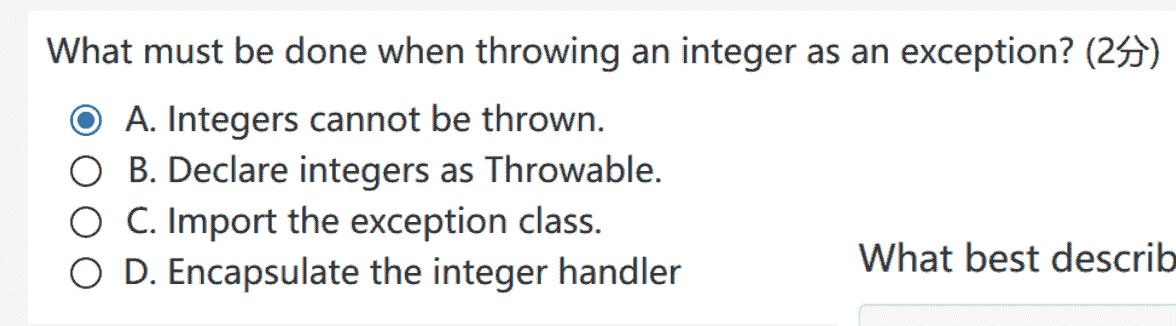 What must be done when throwing an integer as an exception? (2分)
A. Integers cannot be thrown.
B. Declare integers as Throwable.
C. Import the exception class.
D. Encapsulate the integer handler
What best describ